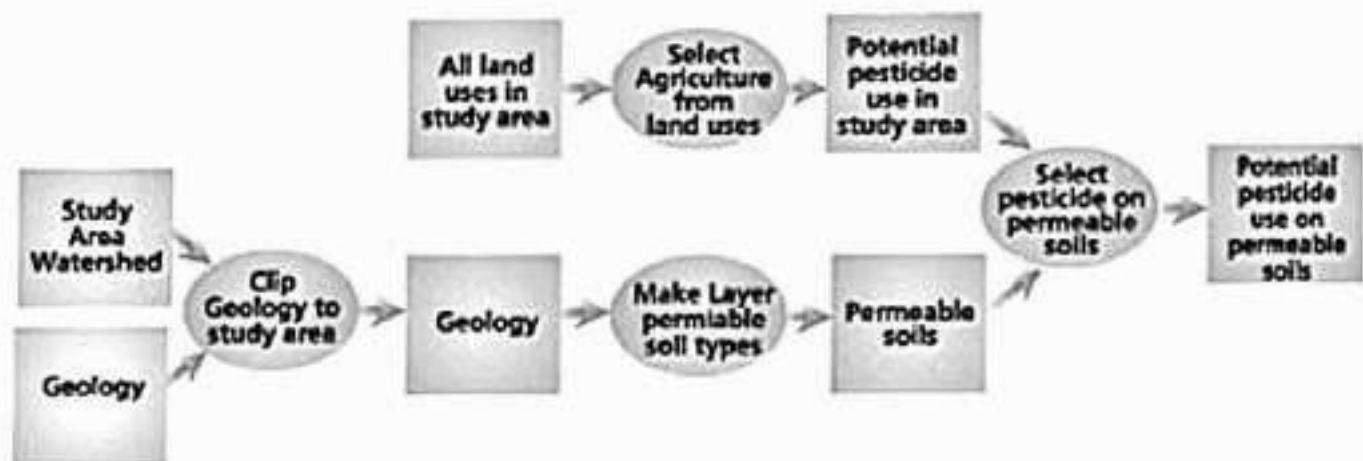 All land
uses in
study area
Select
Agriculture
from
land uses
Potential
pesticide
use in
study area
Study
Area
Watershed
Geology
Clip
Geology to
study area
Geology
Make Layer
permiable
soil types
Permeable
soils
Select
pesticide on
permeable
soils
Potential
pesticide
use on
permeable
soils